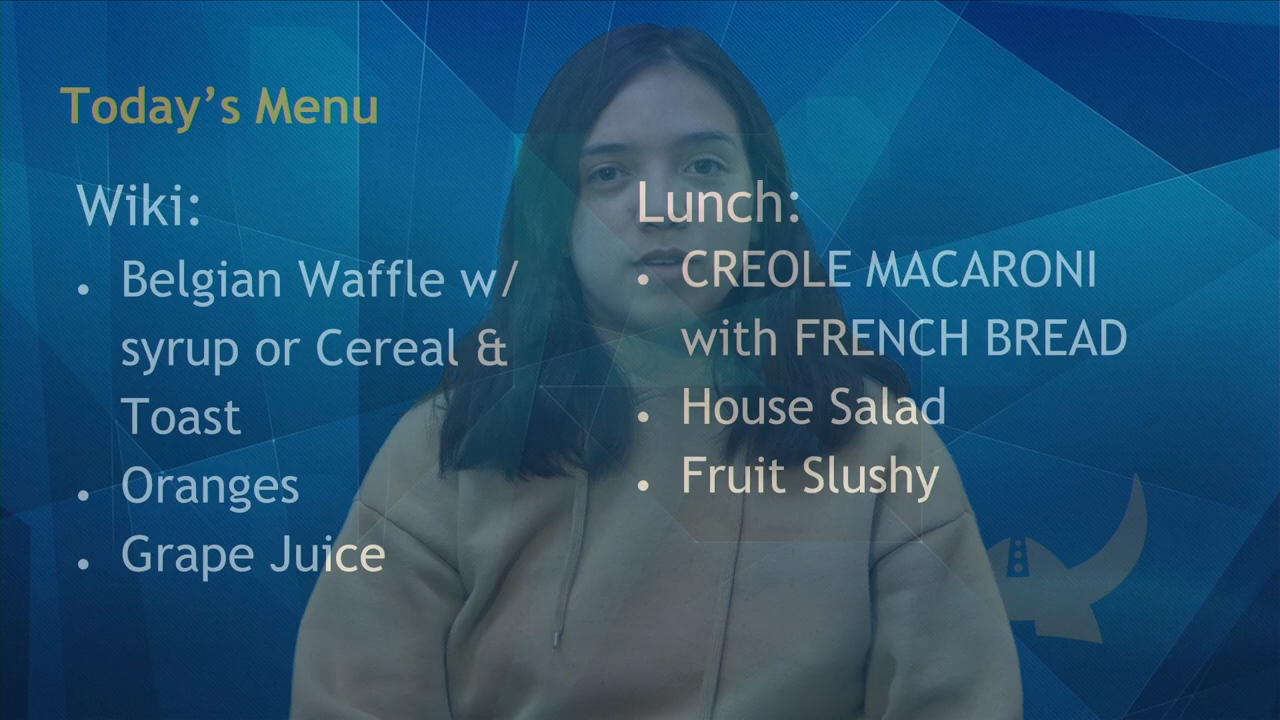 Today's Menu
Wiki:
• Belgian Waffle w/
syrup or Cereal &
Toast
• Oranges
• Grape Juice
Lunch:
• CREOLE MACARONI
with FRENCH BREAD
• House Salad
• Fruit Slushy